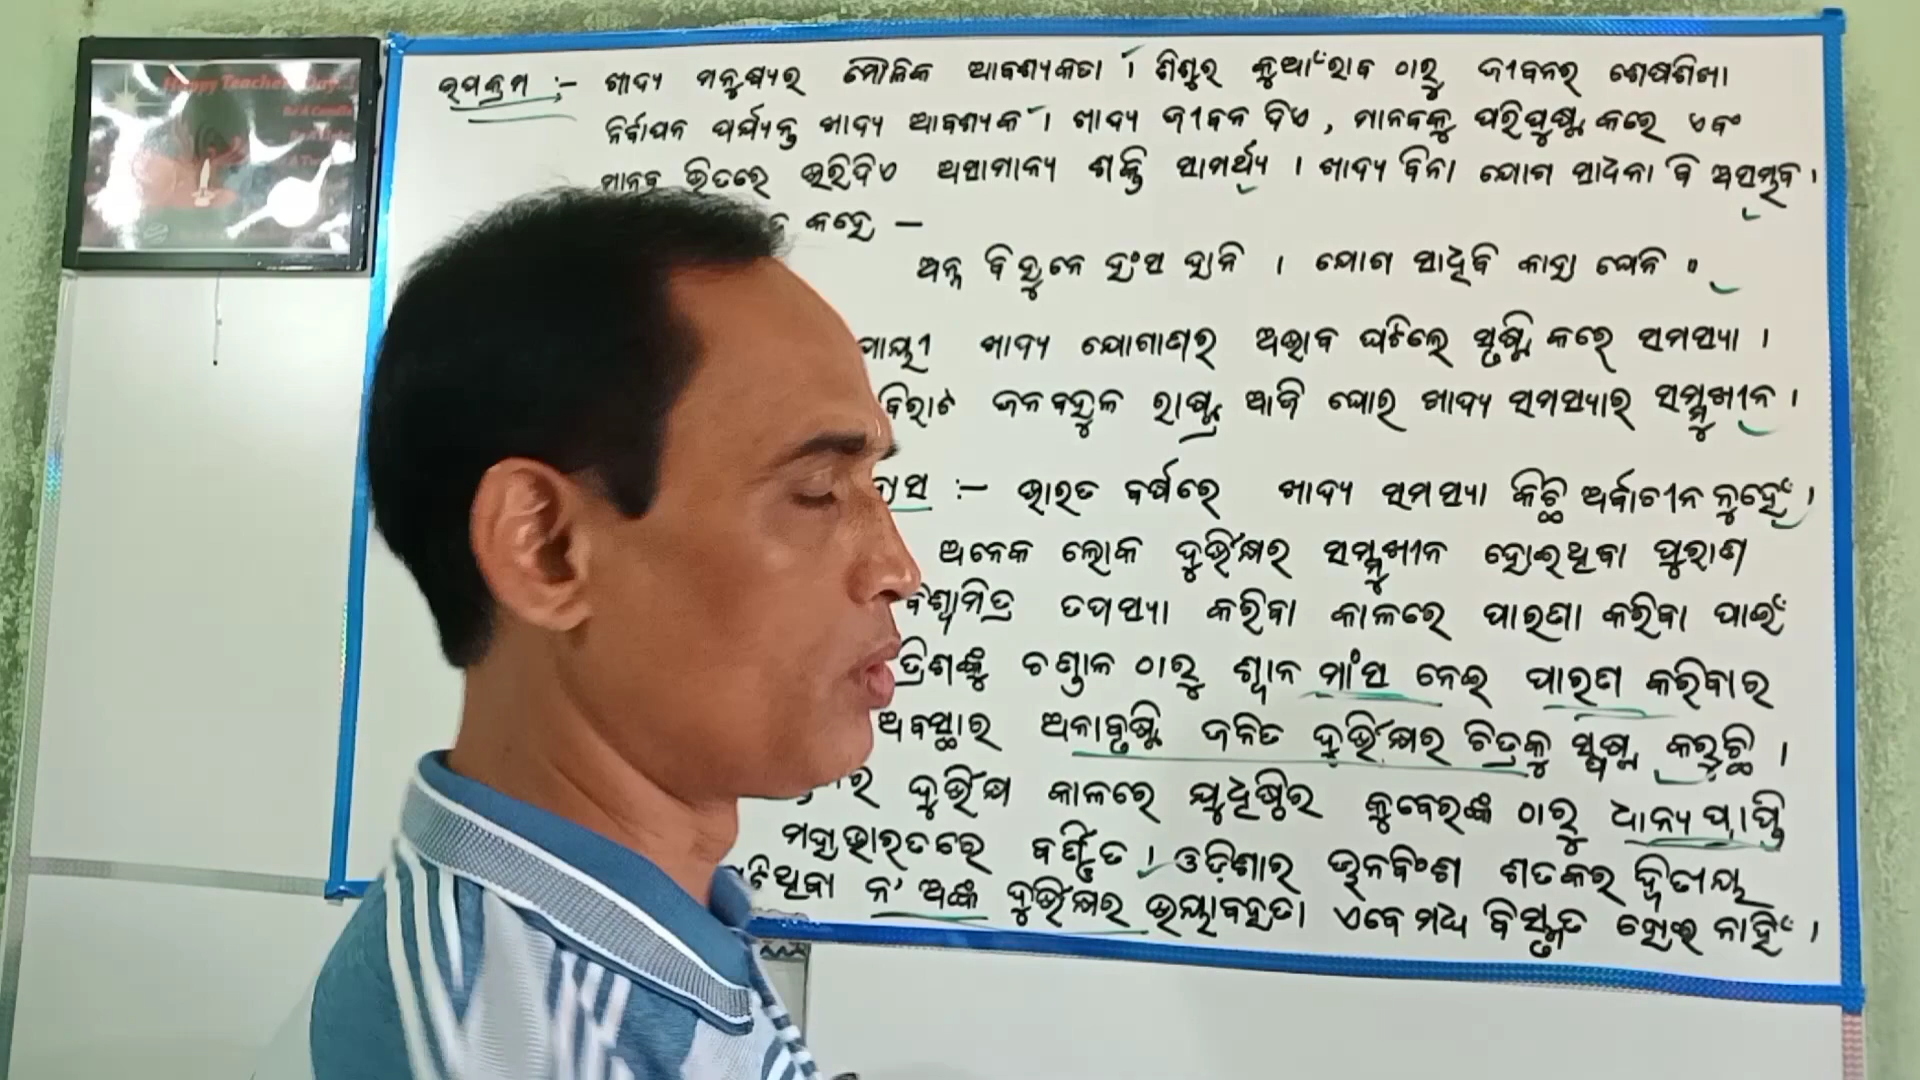 Happy Teacher's Day..!
Be A Candle
ଉପକ୍ରମ :- ଖାଦ୍ୟ ମନୁଷ୍ୟର ମୌଳିକ ଆବଶ୍ୟକତା । ଶିଶୁର କୁଆଁରାବ ଠାରୁ ଜୀବନର ଶେଷଶିଖା
ନିର୍ବାପନ ପର୍ଯ୍ୟନ୍ତ ଖାଦ୍ୟ ଆବଶ୍ୟକ । ଖାଦ୍ୟ ଜୀବନ ଦିଏ , ମାନବକୁ ପରିପୁଷ୍ଟ କରେ ଏବଂ
ମାନବ ଭିତରେ ଭରିଦିଏ ଅସାମାନ୍ୟ ଶକ୍ତି ସାମର୍ଥ୍ୟ । ଖାଦ୍ୟ ବିନା ଯୋଗ ସାଧନା ବି ଅସମ୍ଭବ ।
କହେ —
ଅନ୍ନ ବିହୁନେ ହଂସ ହାନି । ଯୋଗ ସାଧିବି କାହା ଘେନି ॰
ଖାଦ୍ୟ ଯୋଗାଣର ଅଭାବ ଘଟିଲେ ସୃଷ୍ଟି କରେ ସମସ୍ୟା ।
ବିରାଟ ଜନବହୁଳ ରାଷ୍ଟ୍ର ଆଜି ଘୋର ଖାଦ୍ୟ ସମସ୍ୟାର ସମ୍ମୁଖୀନ ।
:- ଭାରତ ବର୍ଷରେ ଖାଦ୍ୟ ସମସ୍ୟା କିଛି ଅର୍ବାଚୀନ ନୁହେଁ ।
ଅନେକ ଲୋକ ଦୁର୍ଭିକ୍ଷର ସମ୍ମୁଖୀନ ହୋଇଥିବା ପୁରାଣ
ବିଶ୍ୱାମିତ୍ର ତପସ୍ୟା କରିବା କାଳରେ ପାରଣା କରିବା ପାଇଁ
ତ୍ରିଶଙ୍କୁ ଚଣ୍ଡାଳ ଠାରୁ ଶ୍ୱାନ ମାଂସ ନେଇ ପାରଣ କରିବାର
ଅବସ୍ଥାର ଅନାବୃଷ୍ଟି ଜନିତ ଦୁର୍ଭିକ୍ଷର ଚିତ୍ରକୁ ସ୍ପଷ୍ଟ କରୁଚ୍ଛି ।
ଦୁର୍ଭିକ୍ଷ କାଳରେ ଯୁଧିଷ୍ଠିର କୁବେରଙ୍କ ଠାରୁ ଧାନ୍ୟ ପ୍ରାପ୍ତି
ମହାଭାରତରେ ବର୍ଣ୍ଣିତ । ଓଡ଼ିଶାର ଊନବିଂଶ ଶତକର ଦ୍ୱିତୀୟ
ନ' ଅଙ୍କ ଦୁର୍ଭିକ୍ଷର ଭୟାବହତା ଏବେ ମଧ୍ୟ ବିସ୍ମୃତ ହୋଇ ନାହିଁ ।